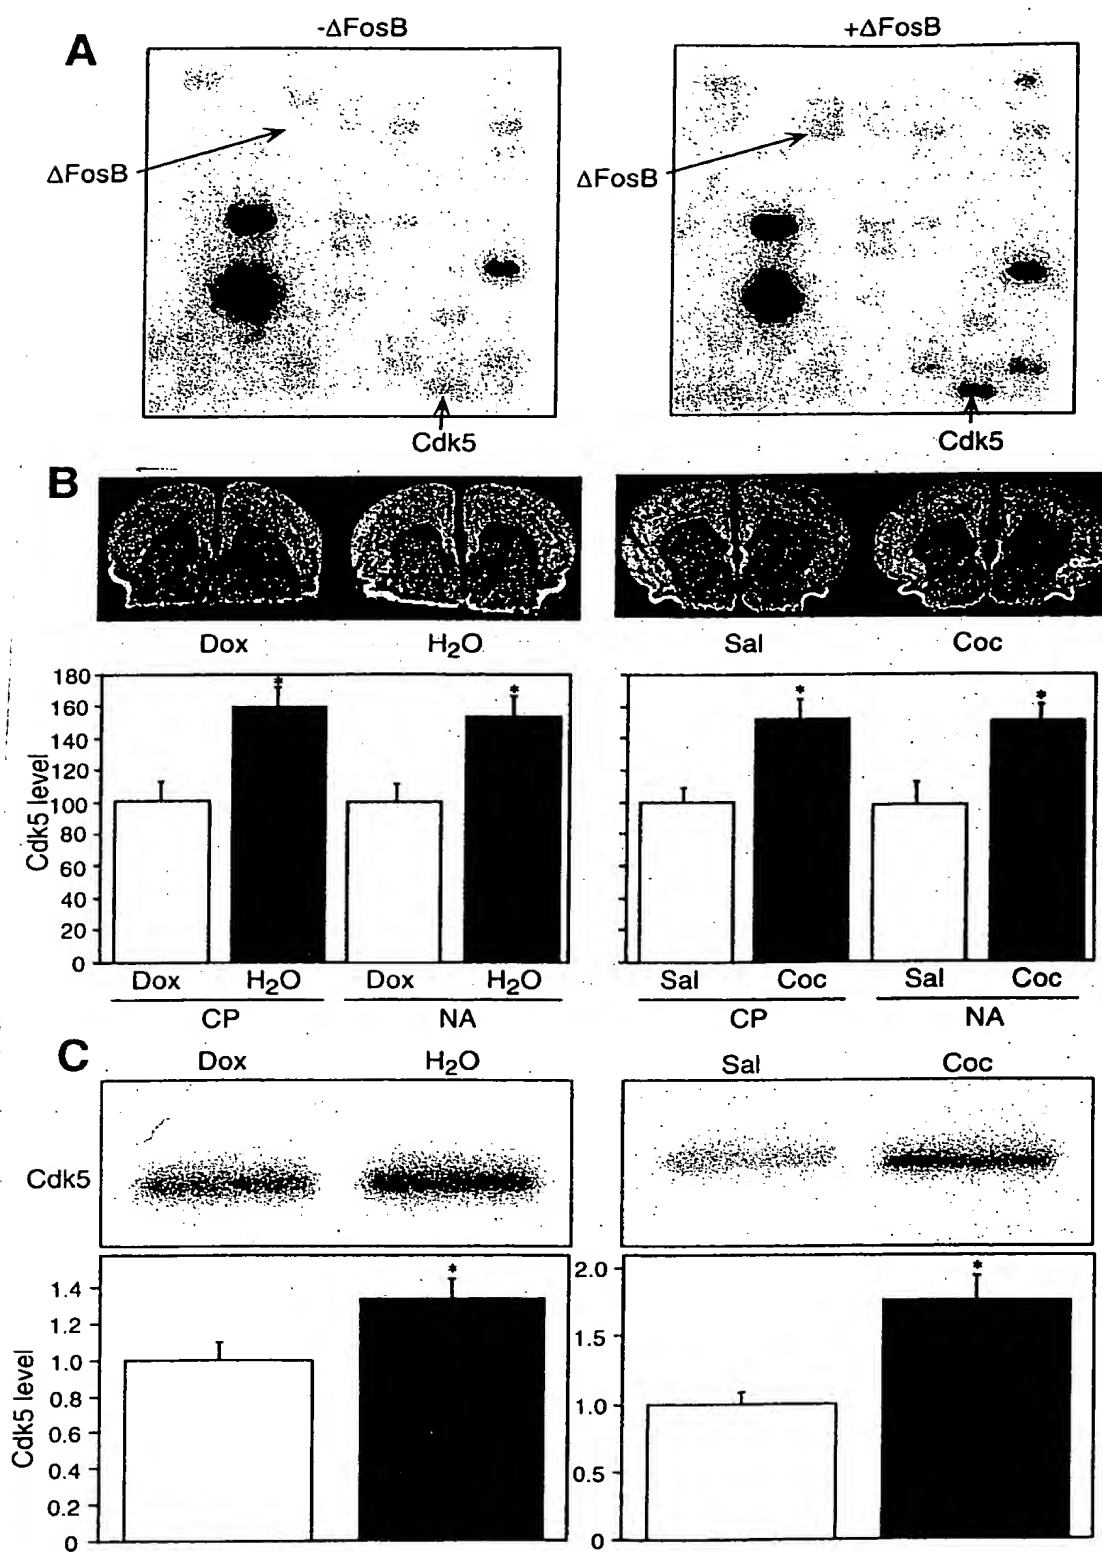 A
-ΔFosB
+ΔFosB
ΔFosB
ΔFosB
Cdk5
Cdk5
B
Dox
H₂O
Sal
Coc
Cdk5 level
180
160
140
120
100
80
60
40
20
0
*
*
*
*
Dox
H₂O
Dox
H₂O
Sal
Coc
Sal
Coc
CP
NA
CP
NA
C
Dox
H₂O
Sal
Coc
Cdk5
Cdk5 level
1.4
1.2
1.0
0.8
0.6
0.4
0.2
0
*
2.0
1.5
1.0
0.5
0
*